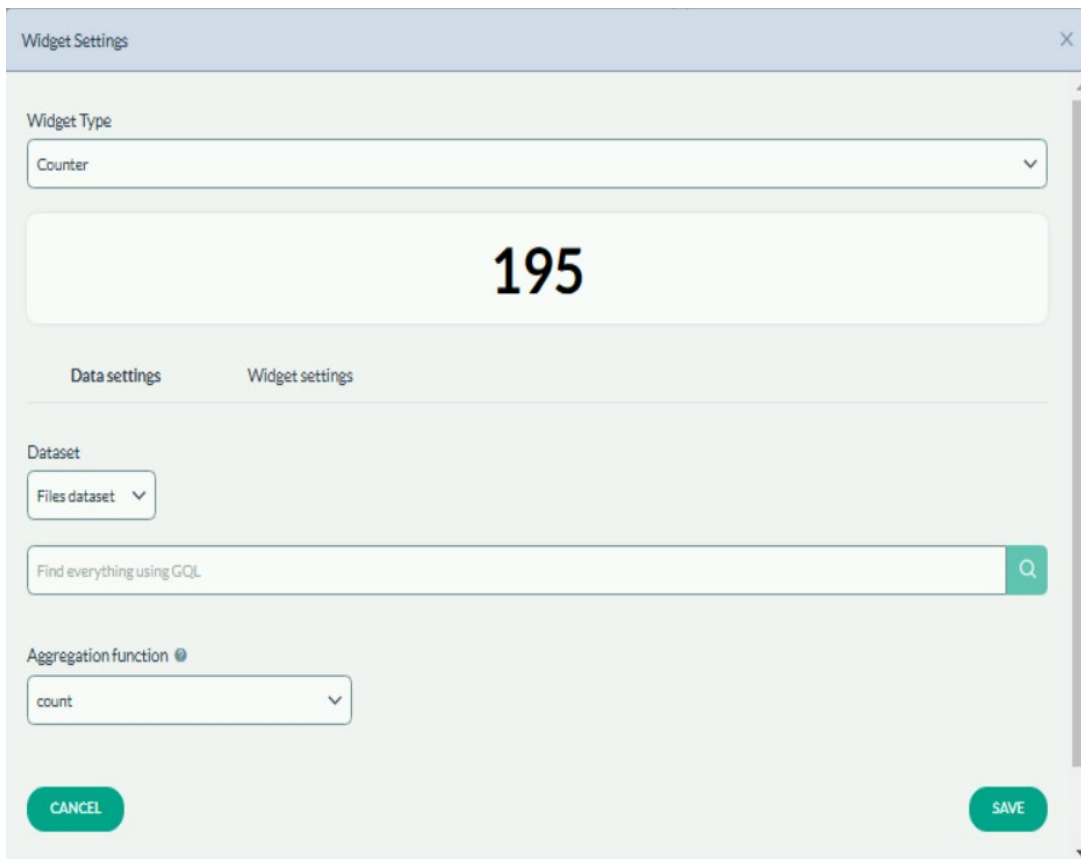 Widget Settings
Widget Type
Counter
195
Data settings Widget settings
Dataset
Files dataset
Find everything using GQL
Aggregation function
count
CANCEL SAVE